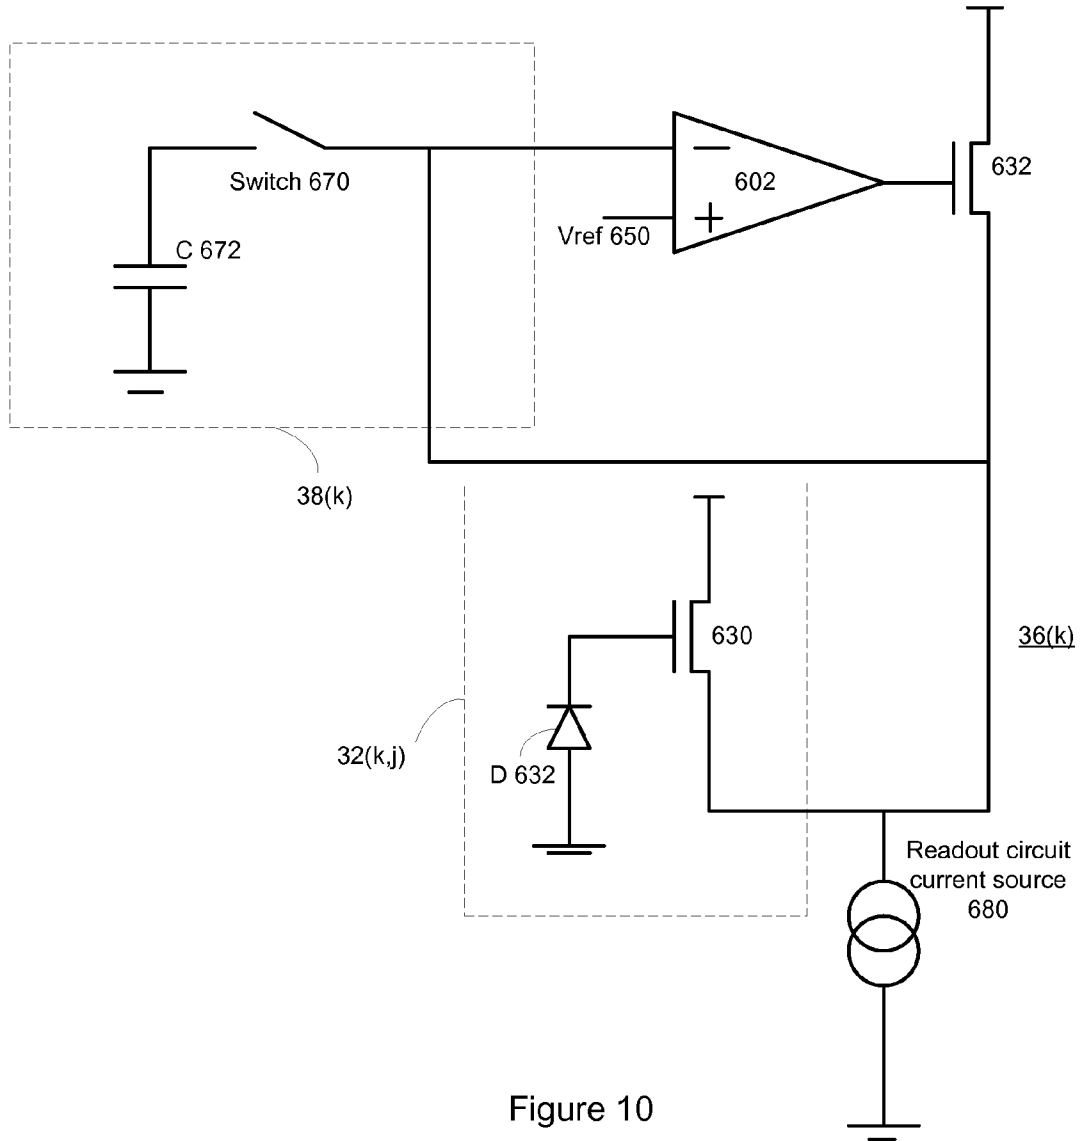 632
Switch 670
602
C 672
Vref 650
−
+
38(k)
630
36(k)
32(k,j)
D 632
Readout circuit
current source
680
Figure 10